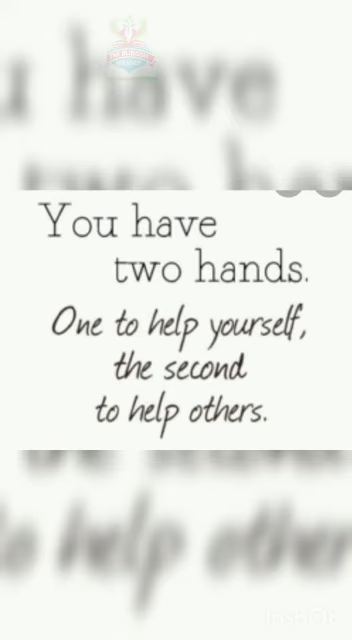 You have
two hands.
One to help yourself,
the second
to help others.